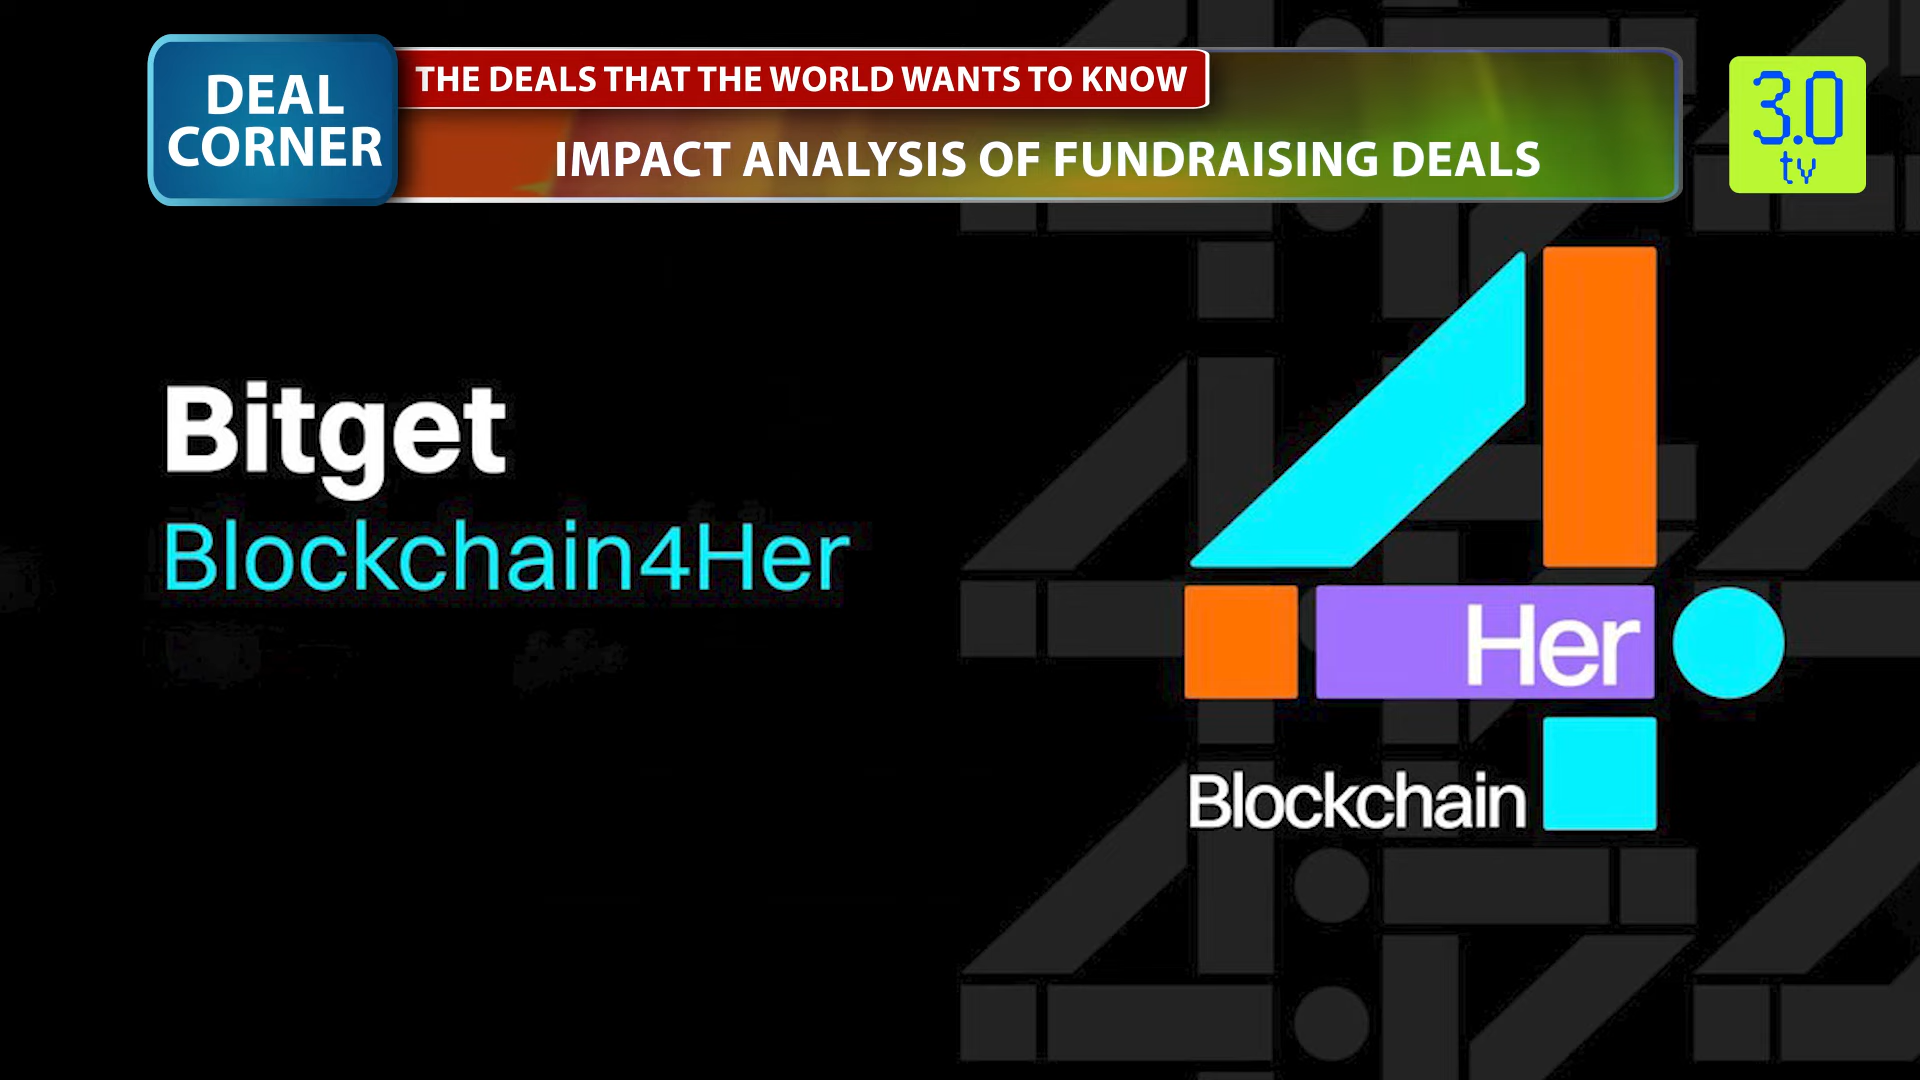 DEAL
CORNER
THE DEALS THAT THE WORLD WANTS TO KNOW
IMPACT ANALYSIS OF FUNDRAISING DEALS
3.0
tv
Bitget
Blockchain4Her
4
Her
Blockchain